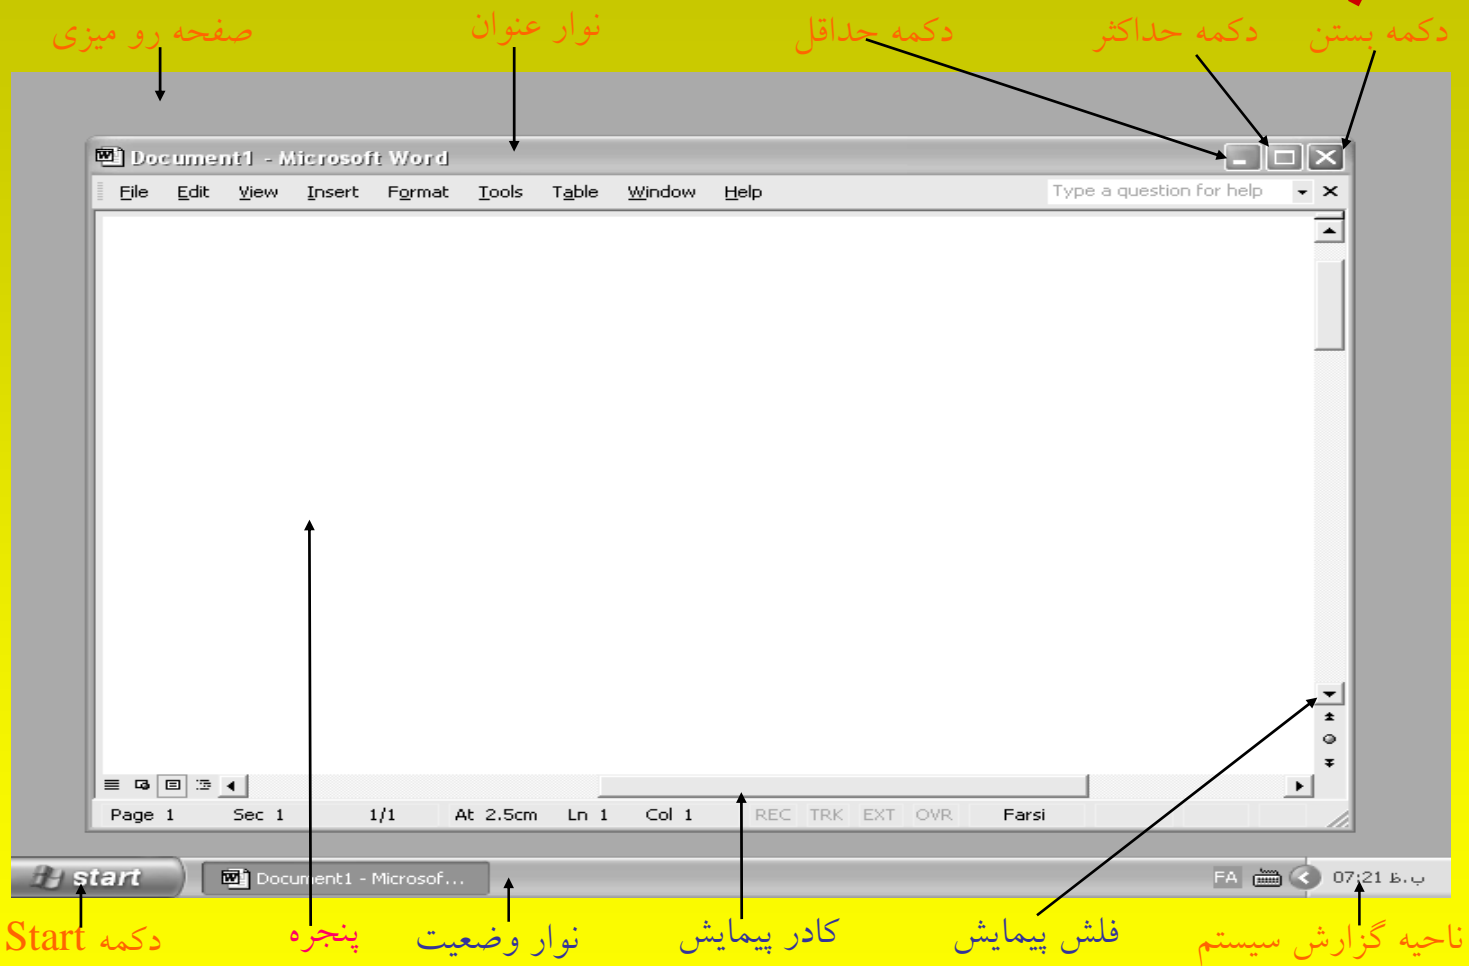 دکمه بستن دکمه حداکثر دکمه حداقل نوار عنوان صفحه رو میزی
Document1 - Microsoft Word
File Edit View Insert Format Tools Table Window Help Type a question for help
Page 1 Sec 1 1/1 At 2.5cm Ln 1 Col 1 REC TRK EXT OVR Farsi
start Document1 - Microsof... FA 07:21 ب.ظ
ناحیه گزارش سیستم فلش پیمایش کادر پیمایش نوار وضعیت پنجره دکمه Start